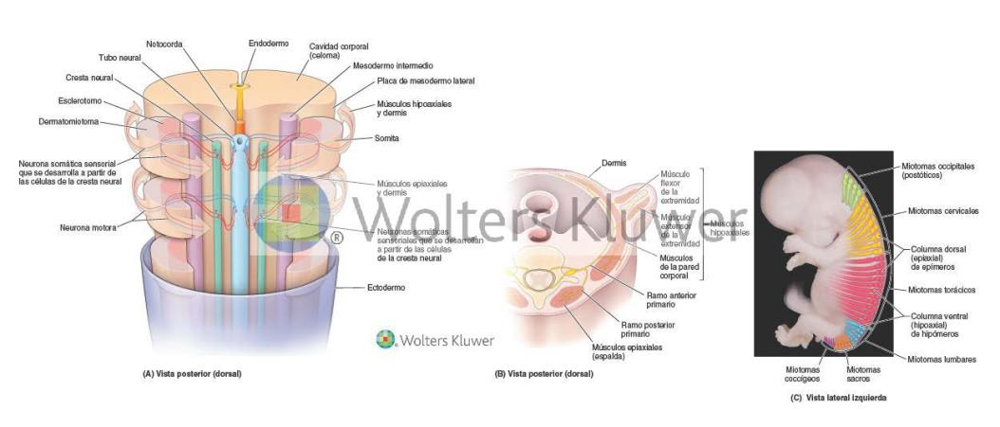 Notocorda
Endodermo
Cavidad corporal
(celoma)
Tubo neural
Mesodermo intermedio
Cresta neural
Placa de mesodermo lateral
Esclerotomo
Músculos hipoaxiales
y dermis
Dermatomiotoma
Somita
Neurona somática sensorial
que se desarrolla a partir de
las células de la cresta neural
Músculos epiaxiales
y dermis
Neurona motora
Neuronas somáticas
sensoriales que se desarrollan
a partir de las células
de la cresta neural
Ectodermo
(A) Vista posterior (dorsal)
Wolters Kluwer
®
Wolters Kluwer
Dermis
Músculo
flexor
de la
extremidad
Músculo
extensor
de la
extremidad
Músculos
hipoaxiales
Músculos
de la pared
corporal
Ramo anterior
primario
Ramo posterior
primario
Músculos epiaxiales
(espalda)
(B) Vista posterior (dorsal)
Miotomas occipitales
(postóticos)
Miotomas cervicales
Columna dorsal
(epiaxial)
de epímeros
Miotomas torácicos
Columna ventral
(hipoaxial)
de hipómeros
Miotomas lumbares
Miotomas
coccígeos
Miotomas
sacros
(C) Vista lateral izquierda